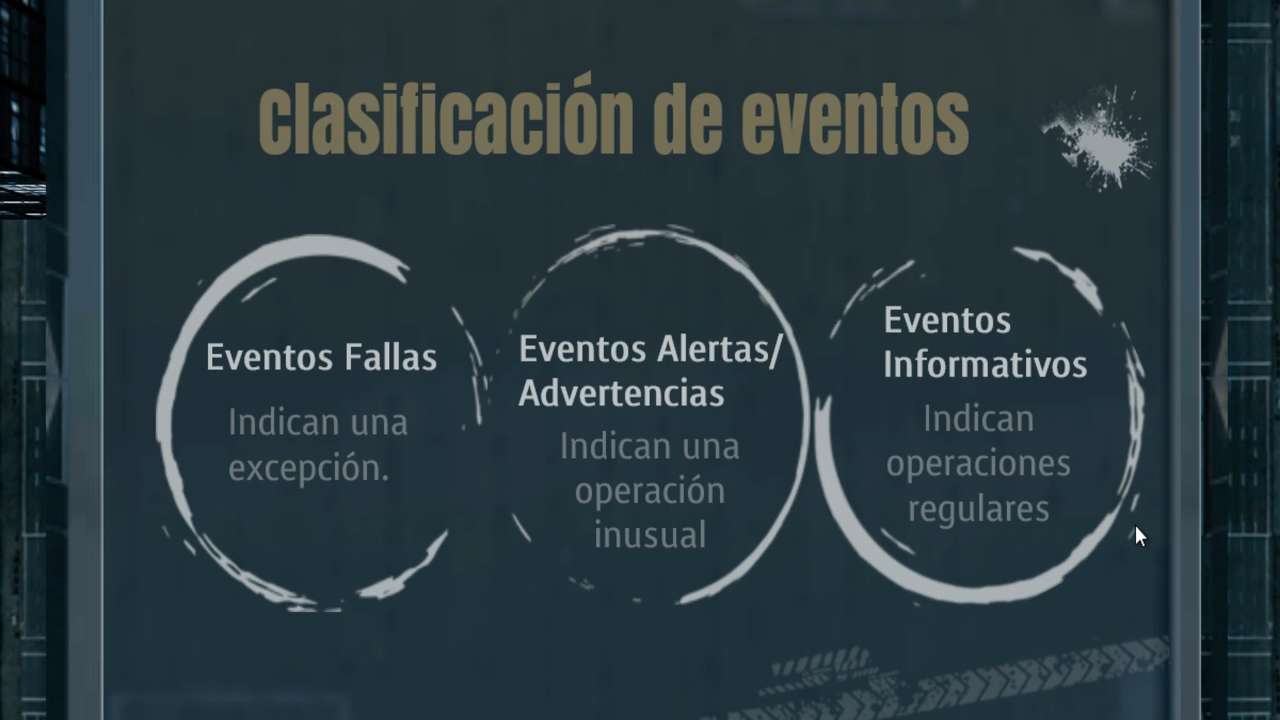 Clasificación de eventos
Eventos Fallas
Indican una
excepción.
Eventos Alertas/
Advertencias
Indican una
operación
inusual
Eventos
Informativos
Indican
operaciones
regulares